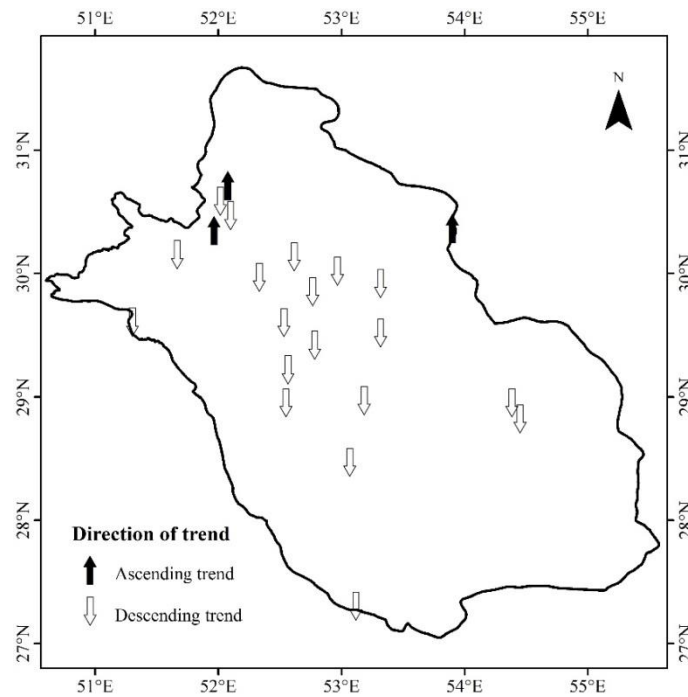 51°E 52°E 53°E 54°E 55°E
N
31°N 31°N
30°N 30°N
29°N 29°N
28°N 28°N
27°N 27°N
Direction of trend
Ascending trend
Descending trend
51°E 52°E 53°E 54°E 55°E